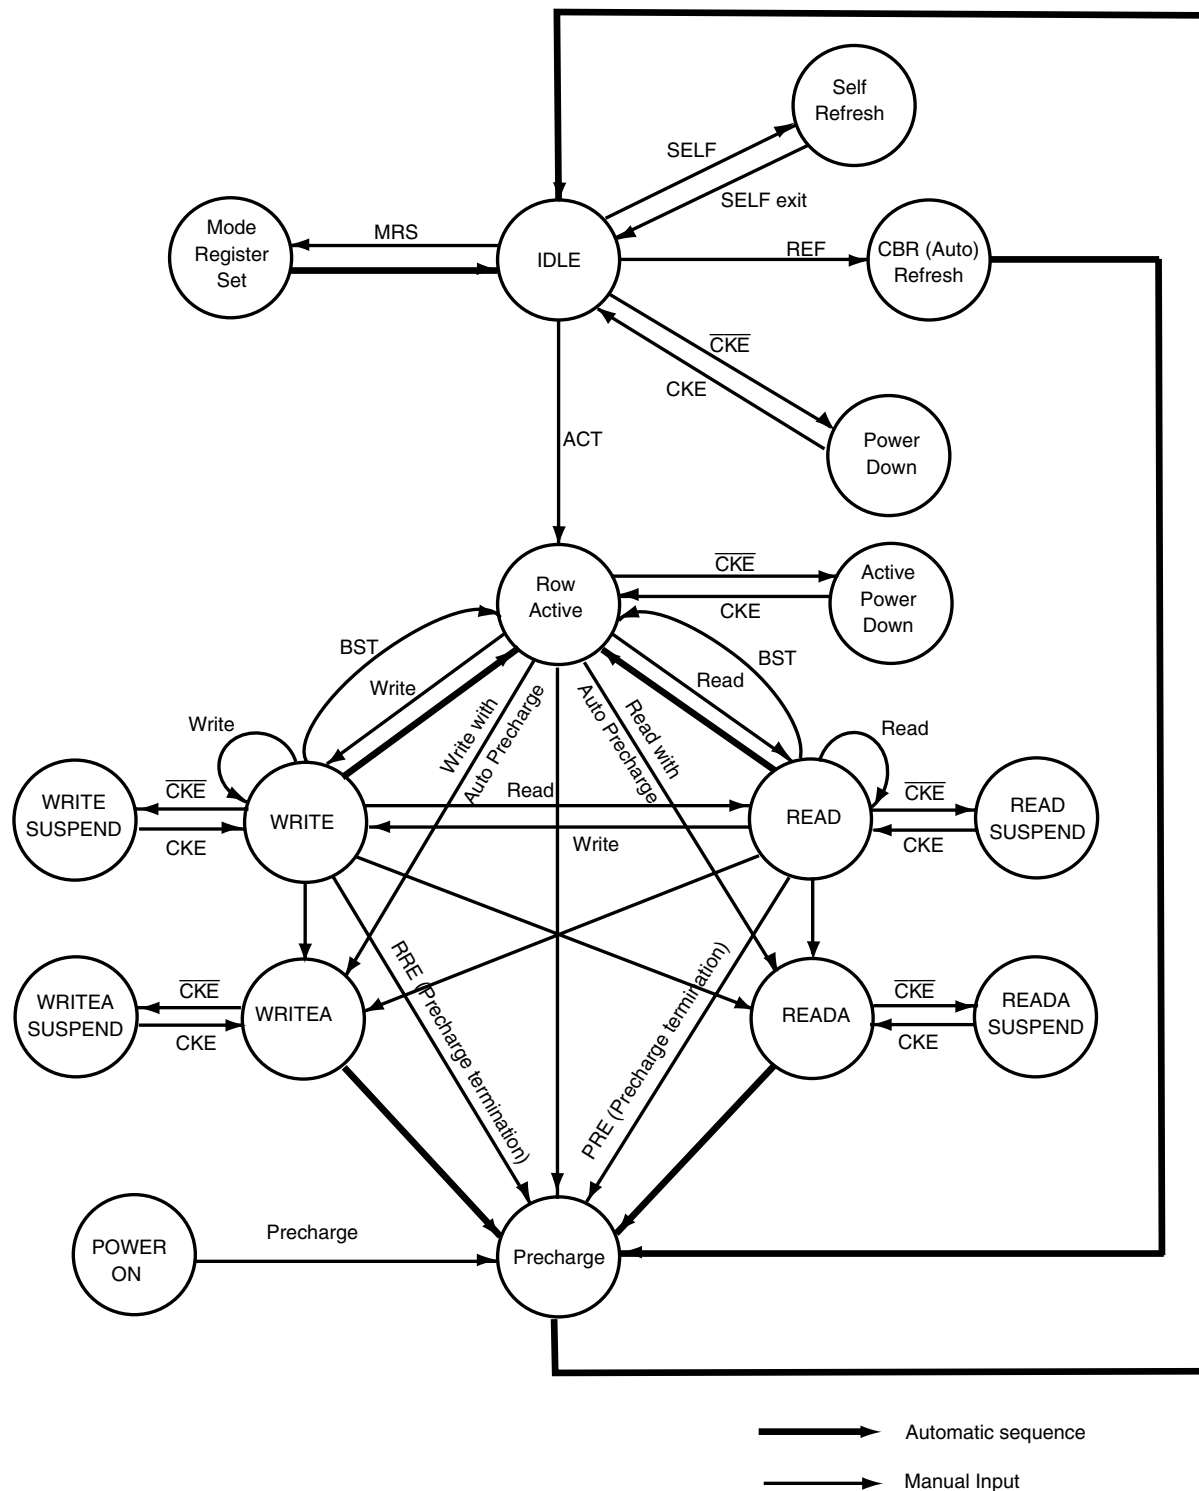 Self
Refresh
SELF
SELF exit
Mode
Register
Set
MRS
IDLE
REF
CBR (Auto)
Refresh
CKE
CKE
Power
Down
ACT
Row
Active
CKE
CKE
Active
Power
Down
BST
Write
Write with
Auto Precharge
Auto Precharge
Read with
Read
BST
Write
Read
WRITE
SUSPEND
CKE
CKE
WRITE
Read
Write
READ
CKE
CKE
READ
SUSPEND
RRE (Precharge termination)
PRE (Precharge termination)
WRITEA
SUSPEND
CKE
CKE
WRITEA
READA
CKE
CKE
READA
SUSPEND
POWER
ON
Precharge
Precharge
Automatic sequence
Manual Input